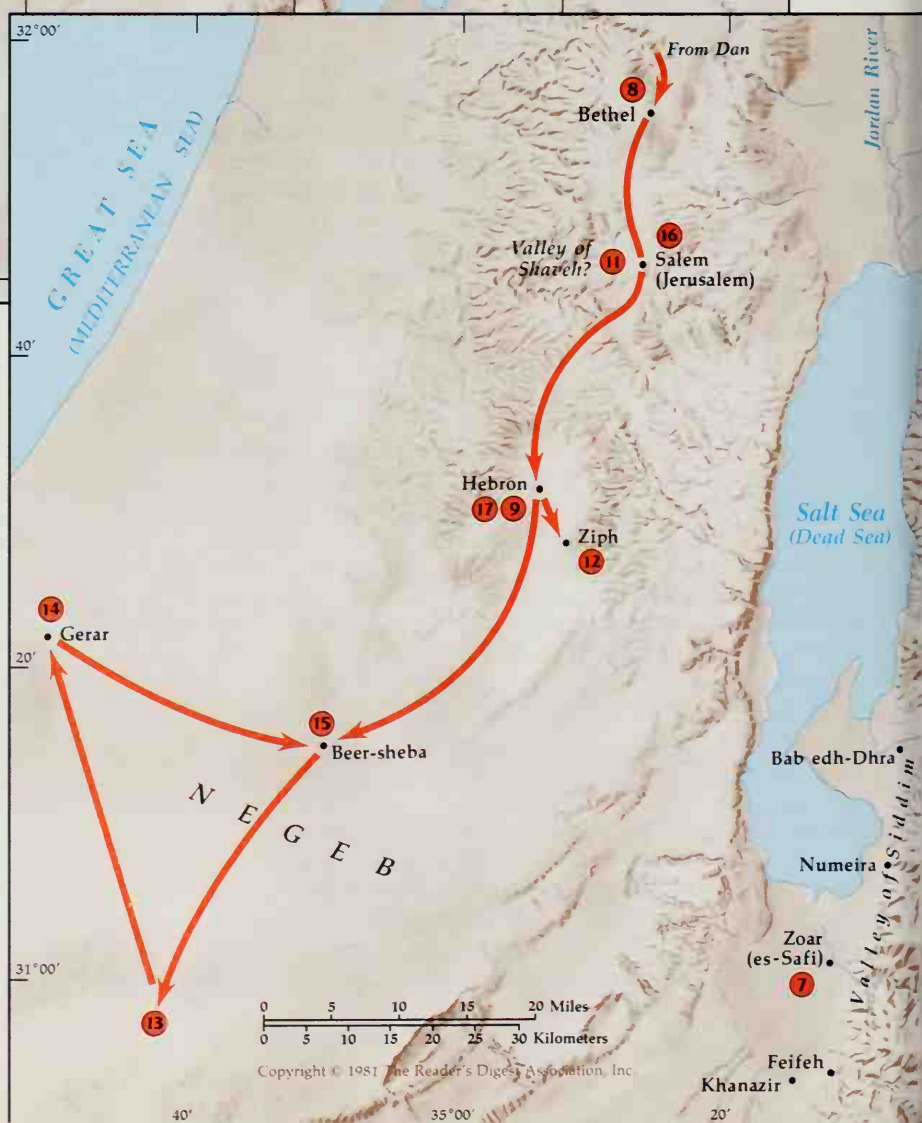 32°00'
From Dan
Jordan River
8
Bethel
GREAT SEA
(MEDITERRANEAN SEA)
16
Valley of
Shaveh?
11
Salem
(Jerusalem)
40'
Hebron
17 9
Salt Sea
(Dead Sea)
Ziph
12
14
Gerar
20'
15
Beer-sheba
Bab edh-Dhra
NEGEB
Numeira
Valley of Siddim
Zoar
(es-Safi)
7
31°00'
13
0 5 10 15 20 Miles
0 5 10 15 20 25 30 Kilometers
Copyright © 1981 The Reader's Digest Association, Inc.
Feifeh
Khanazir
40'
35°00'
20'